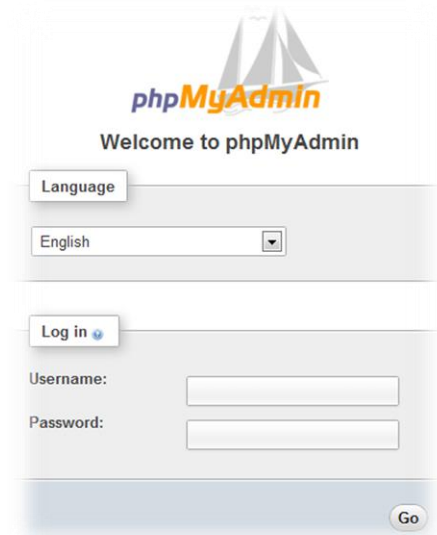 phpMyAdmin
Welcome to phpMyAdmin
Language
English
Log in
Username:
Password:
Go